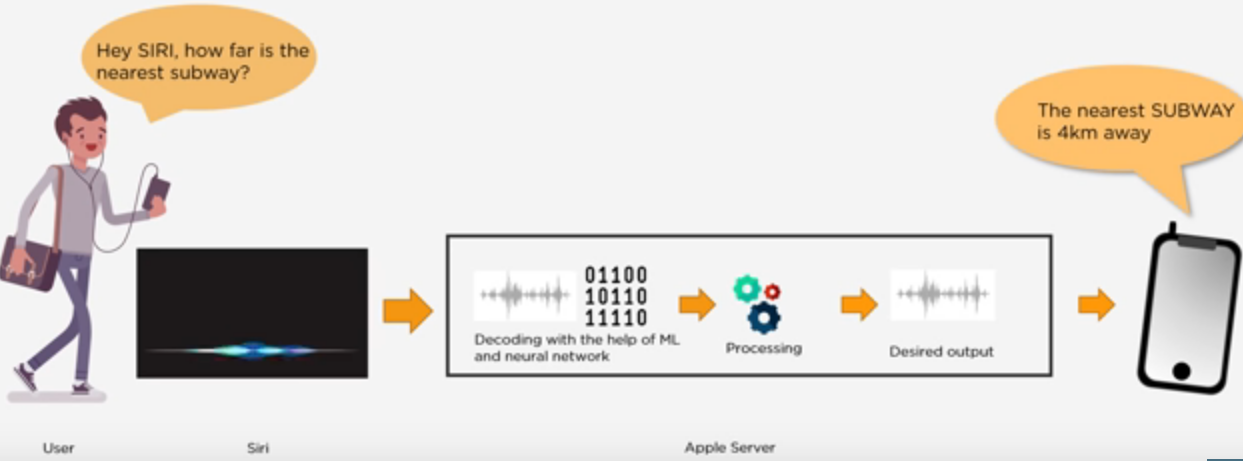 Hey SIRI, how far is the
nearest subway?
The nearest SUBWAY
is 4km away
01100
10110
11110
Decoding with the help of ML
and neural network
Processing
Desired output
User
Siri
Apple Server